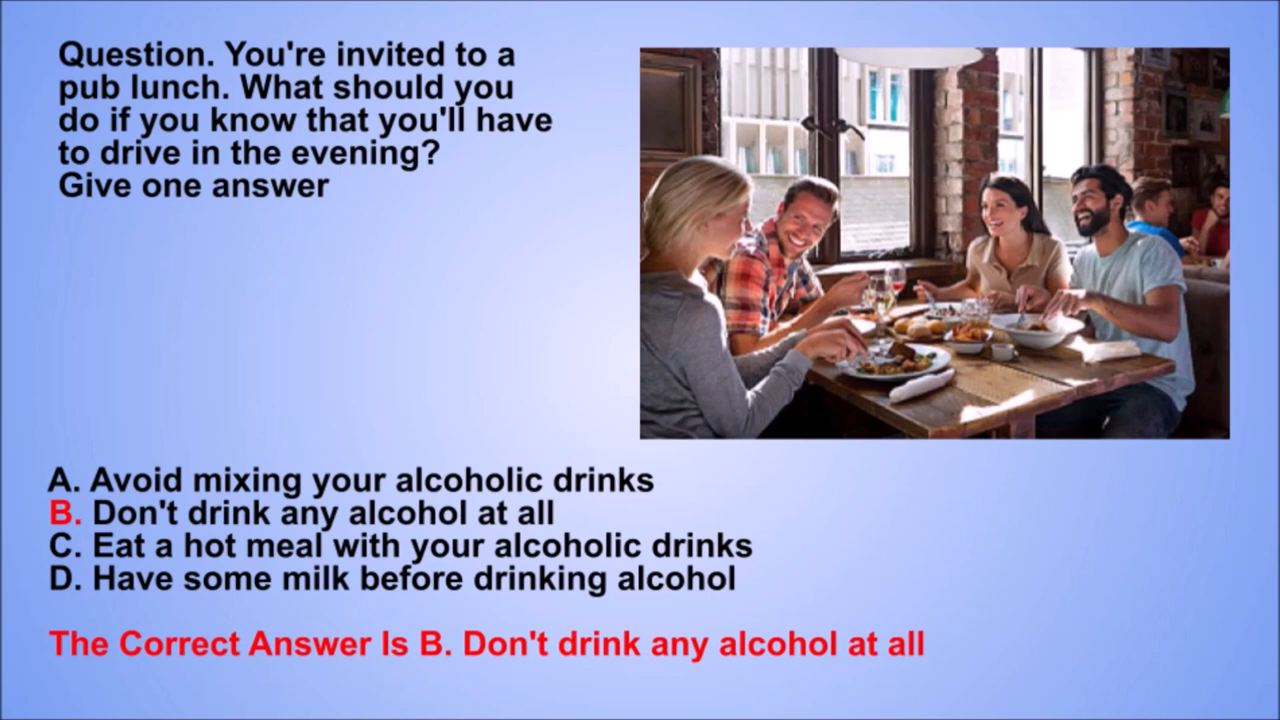 Question. You're invited to a
pub lunch. What should you
do if you know that you'll have
to drive in the evening?
Give one answer
A. Avoid mixing your alcoholic drinks
B. Don't drink any alcohol at all
C. Eat a hot meal with your alcoholic drinks
D. Have some milk before drinking alcohol
The Correct Answer Is B. Don't drink any alcohol at all